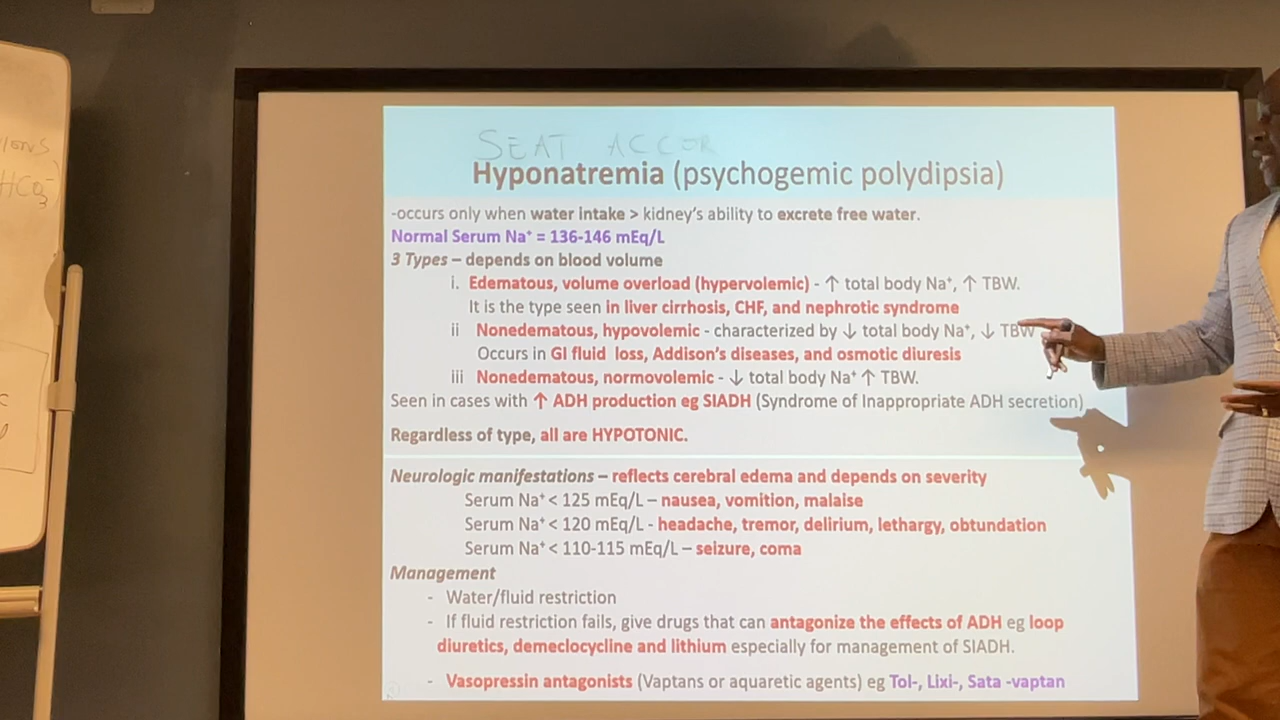 ions
HCO3-
SEAT ACCOR
Hyponatremia (psychogemic polydipsia)
-occurs only when water intake > kidney's ability to excrete free water.
Normal Serum Na⁺ = 136-146 mEq/L
3 Types – depends on blood volume
i. Edematous, volume overload (hypervolemic) - ↑ total body Na⁺, ↑ TBW.
It is the type seen in liver cirrhosis, CHF, and nephrotic syndrome
ii Nonedematous, hypovolemic - characterized by ↓ total body Na⁺, ↓ TBW
Occurs in GI fluid loss, Addison's diseases, and osmotic diuresis
iii Nonedematous, normovolemic - ↓ total body Na⁺ ↑ TBW.
Seen in cases with ↑ ADH production eg SIADH (Syndrome of Inappropriate ADH secretion)
Regardless of type, all are HYPOTONIC.
Neurologic manifestations – reflects cerebral edema and depends on severity
Serum Na⁺ < 125 mEq/L – nausea, vomition, malaise
Serum Na⁺ < 120 mEq/L - headache, tremor, delirium, lethargy, obtundation
Serum Na⁺ < 110-115 mEq/L – seizure, coma
Management
- Water/fluid restriction
- If fluid restriction fails, give drugs that can antagonize the effects of ADH eg loop
diuretics, demeclocycline and lithium especially for management of SIADH.
- Vasopressin antagonists (Vaptans or aquaretic agents) eg Tol-, Lixi-, Sata -vaptan